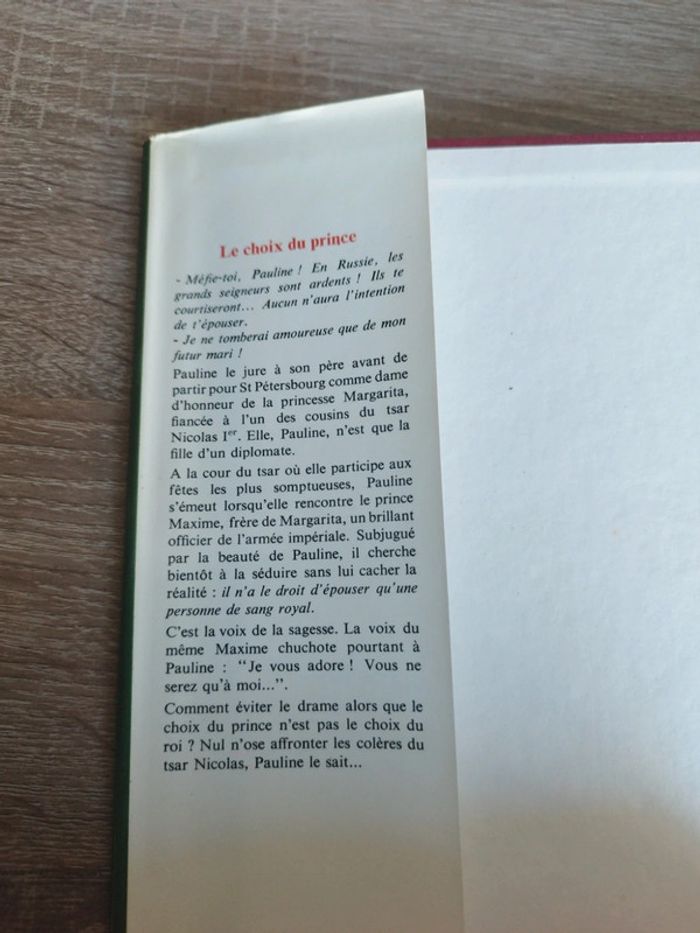 Le choix du prince
- Méfie-toi, Pauline ! En Russie, les
grands seigneurs sont ardents ! Ils te
courtiseront... Aucun n'aura l'intention
de t'épouser.
- Je ne tomberai amoureuse que de mon
futur mari !
Pauline le jure à son père avant de
partir pour St Pétersbourg comme dame
d'honneur de la princesse Margarita,
fiancée à l'un des cousins du tsar
Nicolas Ier. Elle, Pauline, n'est que la
fille d'un diplomate.
A la cour du tsar où elle participe aux
fêtes les plus somptueuses, Pauline
s'émeut lorsqu'elle rencontre le prince
Maxime, frère de Margarita, un brillant
officier de l'armée impériale. Subjugué
par la beauté de Pauline, il cherche
bientôt à la séduire sans lui cacher la
réalité : il n'a le droit d'épouser qu'une
personne de sang royal.
C'est la voix de la sagesse. La voix du
même Maxime chuchote pourtant à
Pauline : "Je vous adore ! Vous ne
serez qu'à moi...".
Comment éviter le drame alors que le
choix du prince n'est pas le choix du
roi ? Nul n'ose affronter les colères du
tsar Nicolas, Pauline le sait...